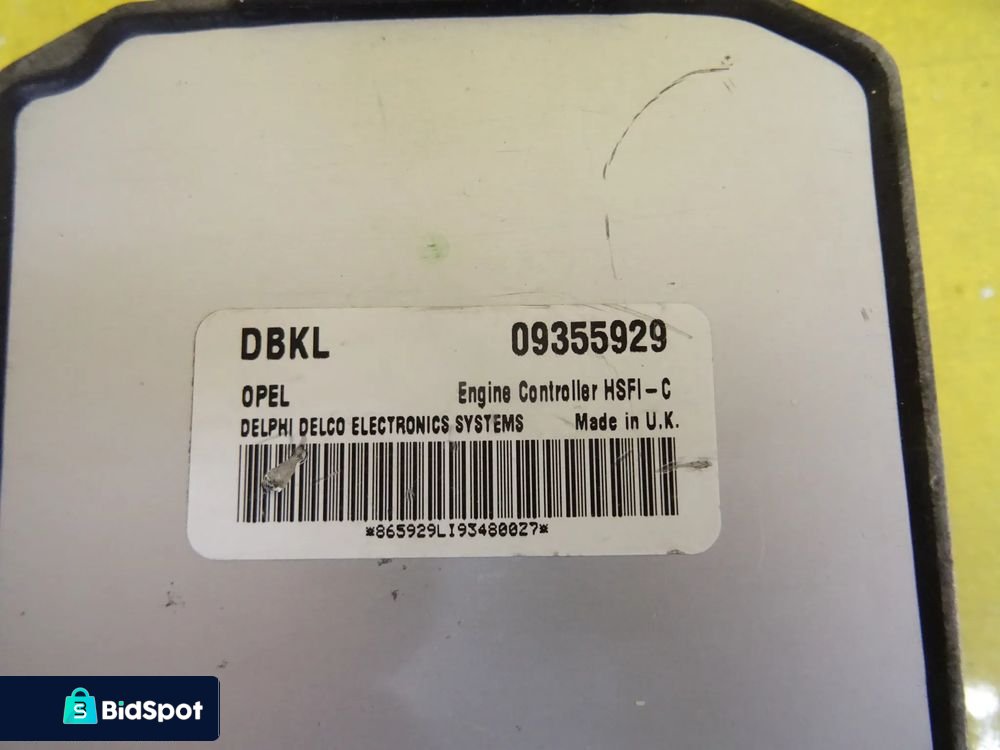 DBKL 09355929
OPEL Engine Controller HSFI-C
DELPHI DELCO ELECTRONICS SYSTEMS Made in U.K.
*865929LI93480027*
BidSpot